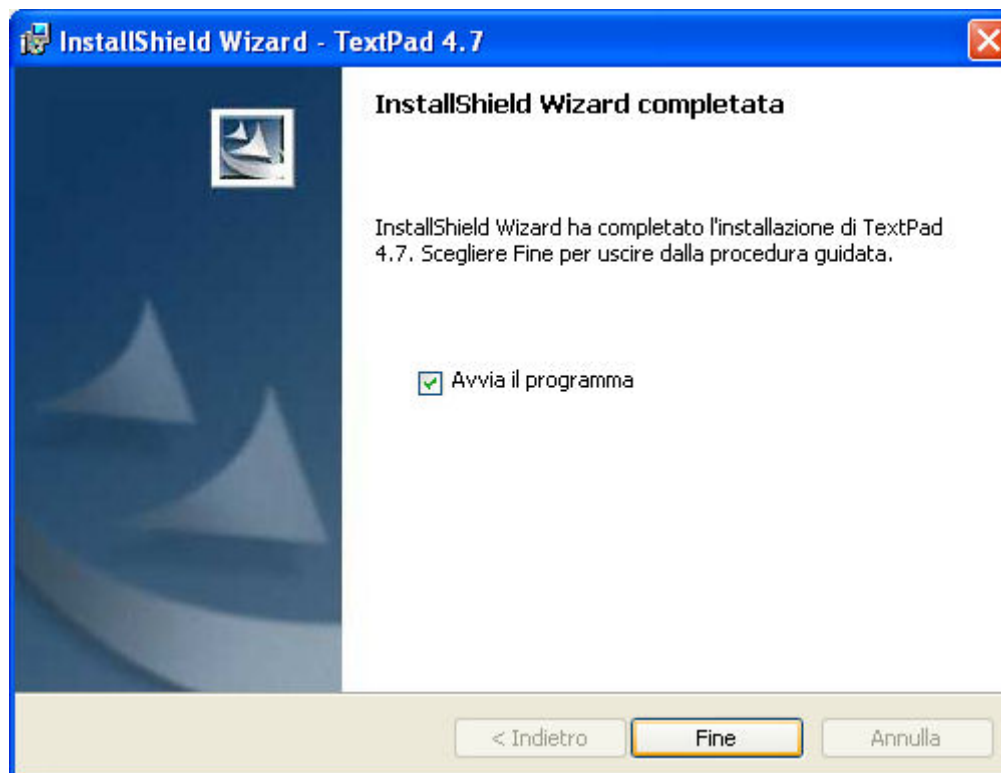 InstallShield Wizard - TextPad 4.7
InstallShield Wizard completata
InstallShield Wizard ha completato l'installazione di TextPad
4.7. Scegliere Fine per uscire dalla procedura guidata.
Avvia il programma
< Indietro
Fine
Annulla